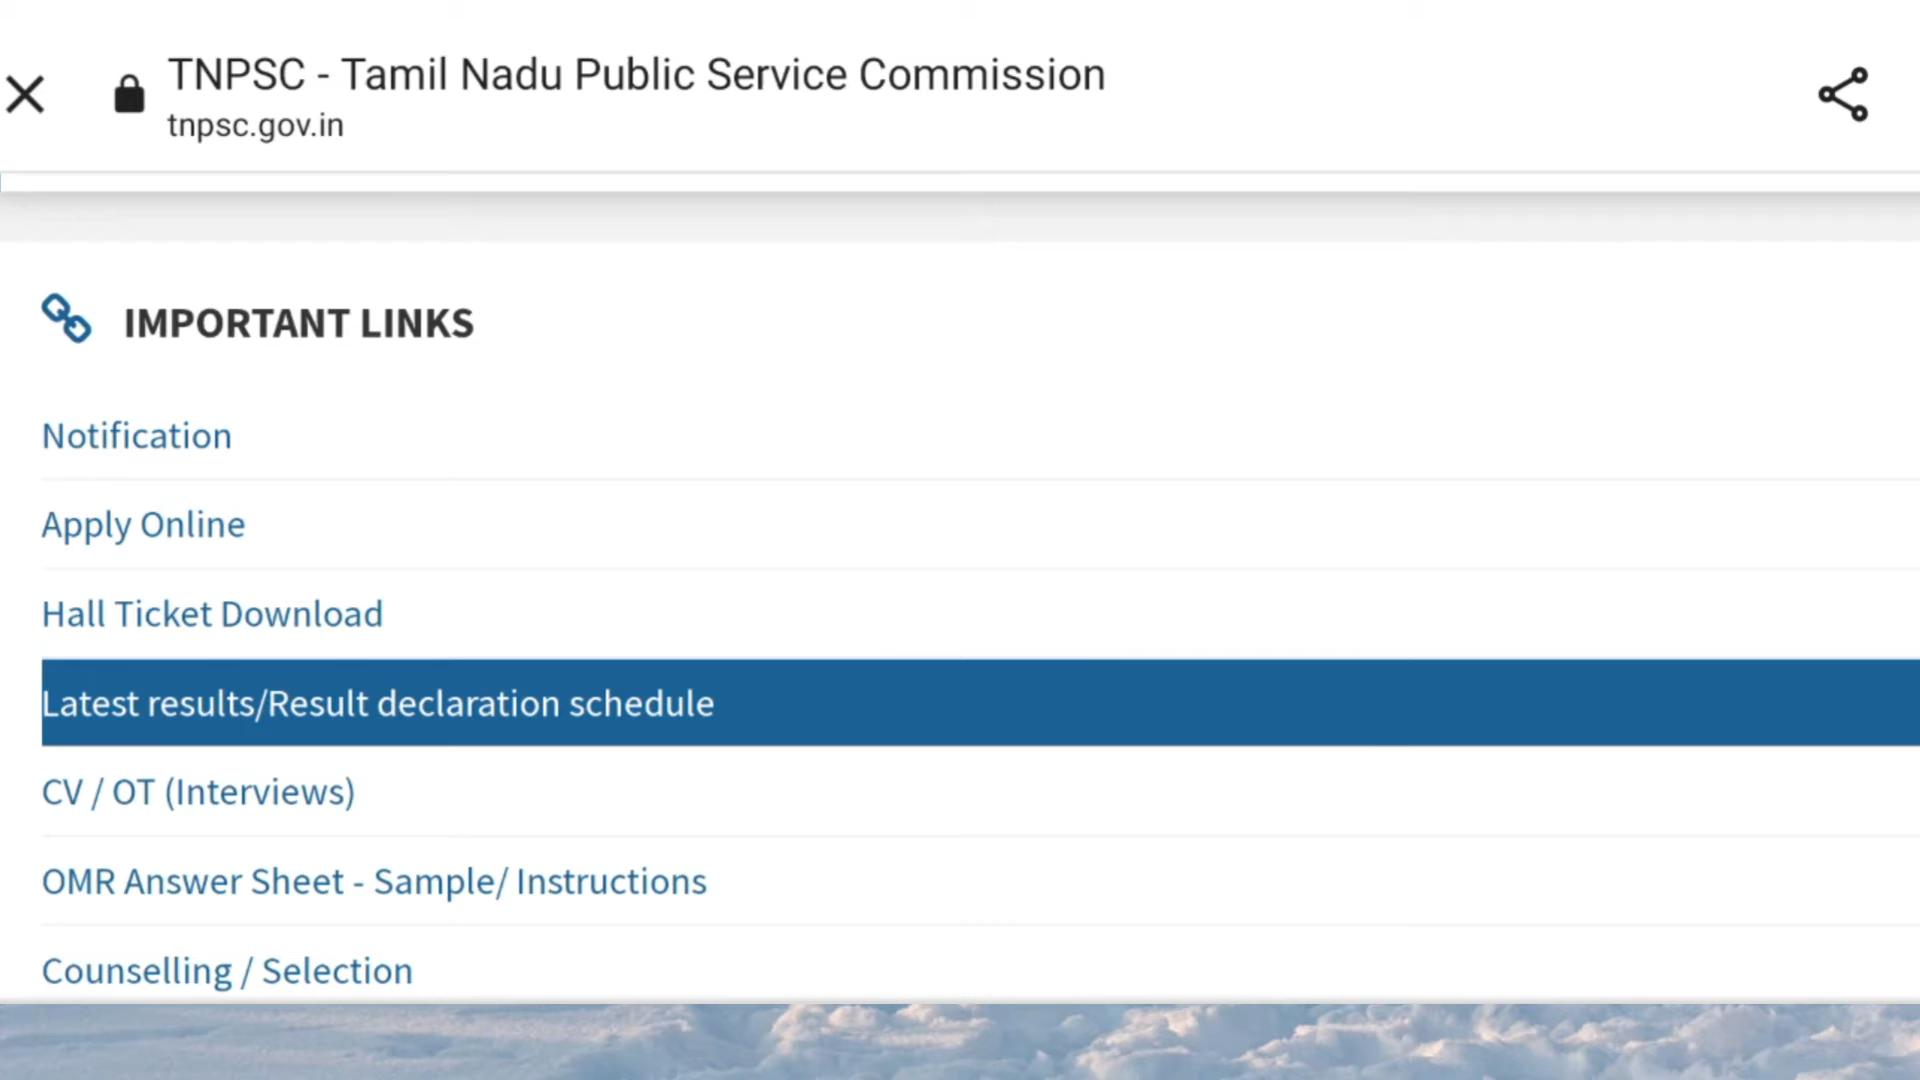 TNPSC - Tamil Nadu Public Service Commission
tnpsc.gov.in
IMPORTANT LINKS
Notification
Apply Online
Hall Ticket Download
Latest results/Result declaration schedule
CV / OT (Interviews)
OMR Answer Sheet - Sample/ Instructions
Counselling / Selection